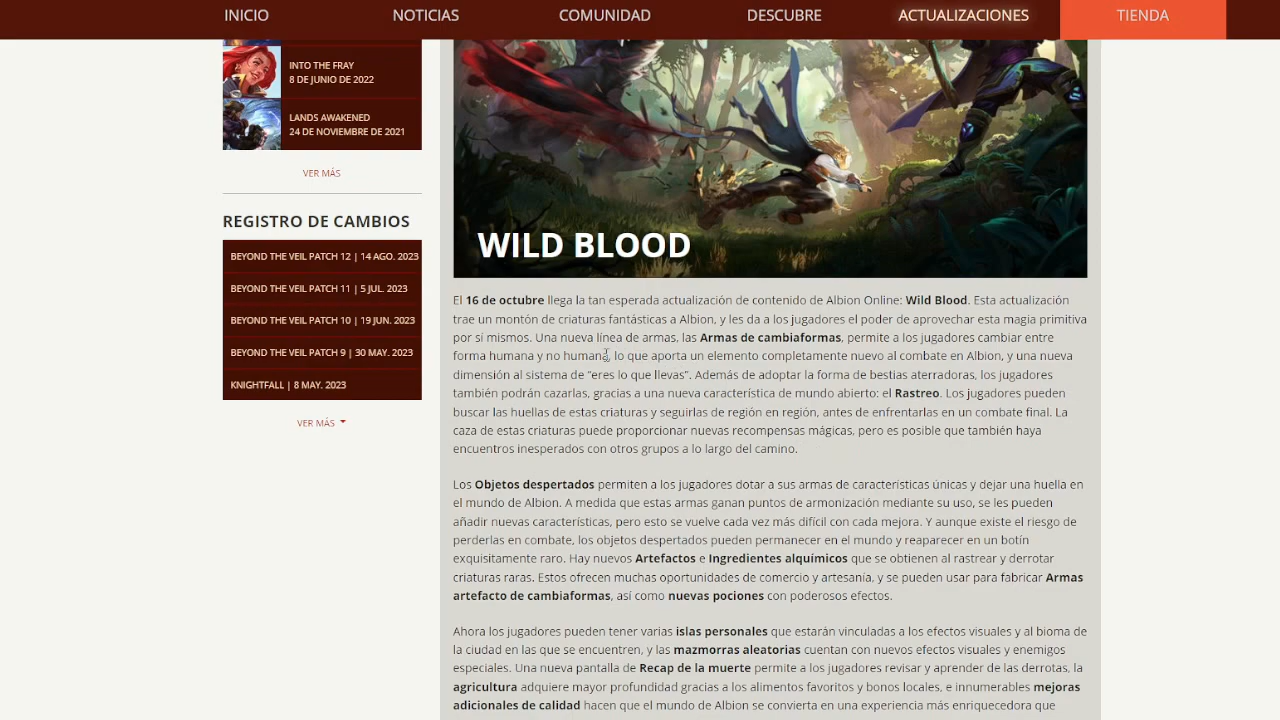 INICIO NOTICIAS COMUNIDAD DESCUBRE ACTUALIZACIONES TIENDA
INTO THE FRAY
8 DE JUNIO DE 2022
LANDS AWAKENED
24 DE NOVIEMBRE DE 2021
VER MÁS
REGISTRO DE CAMBIOS
BEYOND THE VEIL PATCH 12 | 14 AGO. 2023
BEYOND THE VEIL PATCH 11 | 5 JUL. 2023
BEYOND THE VEIL PATCH 10 | 19 JUN. 2023
BEYOND THE VEIL PATCH 9 | 30 MAY. 2023
KNIGHTFALL | 8 MAY. 2023
VER MÁS
WILD BLOOD
El 16 de octubre llega la tan esperada actualización de contenido de Albion Online: Wild Blood. Esta actualización
trae un montón de criaturas fantásticas a Albion, y les da a los jugadores el poder de aprovechar esta magia primitiva
por sí mismos. Una nueva línea de armas, las Armas de cambiaformas, permite a los jugadores cambiar entre
forma humana y no humana, lo que aporta un elemento completamente nuevo al combate en Albion, y una nueva
dimensión al sistema de "eres lo que llevas". Además de adoptar la forma de bestias aterradoras, los jugadores
también podrán cazarlas, gracias a una nueva característica de mundo abierto: el Rastreo. Los jugadores pueden
buscar las huellas de estas criaturas y seguirlas de región en región, antes de enfrentarlas en un combate final. La
caza de estas criaturas puede proporcionar nuevas recompensas mágicas, pero es posible que también haya
encuentros inesperados con otros grupos a lo largo del camino.
Los Objetos despertados permiten a los jugadores dotar a sus armas de características únicas y dejar una huella en
el mundo de Albion. A medida que estas armas ganan puntos de armonización mediante su uso, se les pueden
añadir nuevas características, pero esto se vuelve cada vez más difícil con cada mejora. Y aunque existe el riesgo de
perderlas en combate, los objetos despertados pueden permanecer en el mundo y reaparecer en un botín
exquisitamente raro. Hay nuevos Artefactos e Ingredientes alquímicos que se obtienen al rastrear y derrotar
criaturas raras. Estos ofrecen muchas oportunidades de comercio y artesanía, y se pueden usar para fabricar Armas
artefacto de cambiaformas, así como nuevas pociones con poderosos efectos.
Ahora los jugadores pueden tener varias islas personales que estarán vinculadas a los efectos visuales y al bioma de
la ciudad en las que se encuentren, y las mazmorras aleatorias cuentan con nuevos efectos visuales y enemigos
especiales. Una nueva pantalla de Recap de la muerte permite a los jugadores revisar y aprender de las derrotas, la
agricultura adquiere mayor profundidad gracias a los alimentos favoritos y bonos locales, e innumerables mejoras
adicionales de calidad hacen que el mundo de Albion se convierta en una experiencia más enriquecedora que